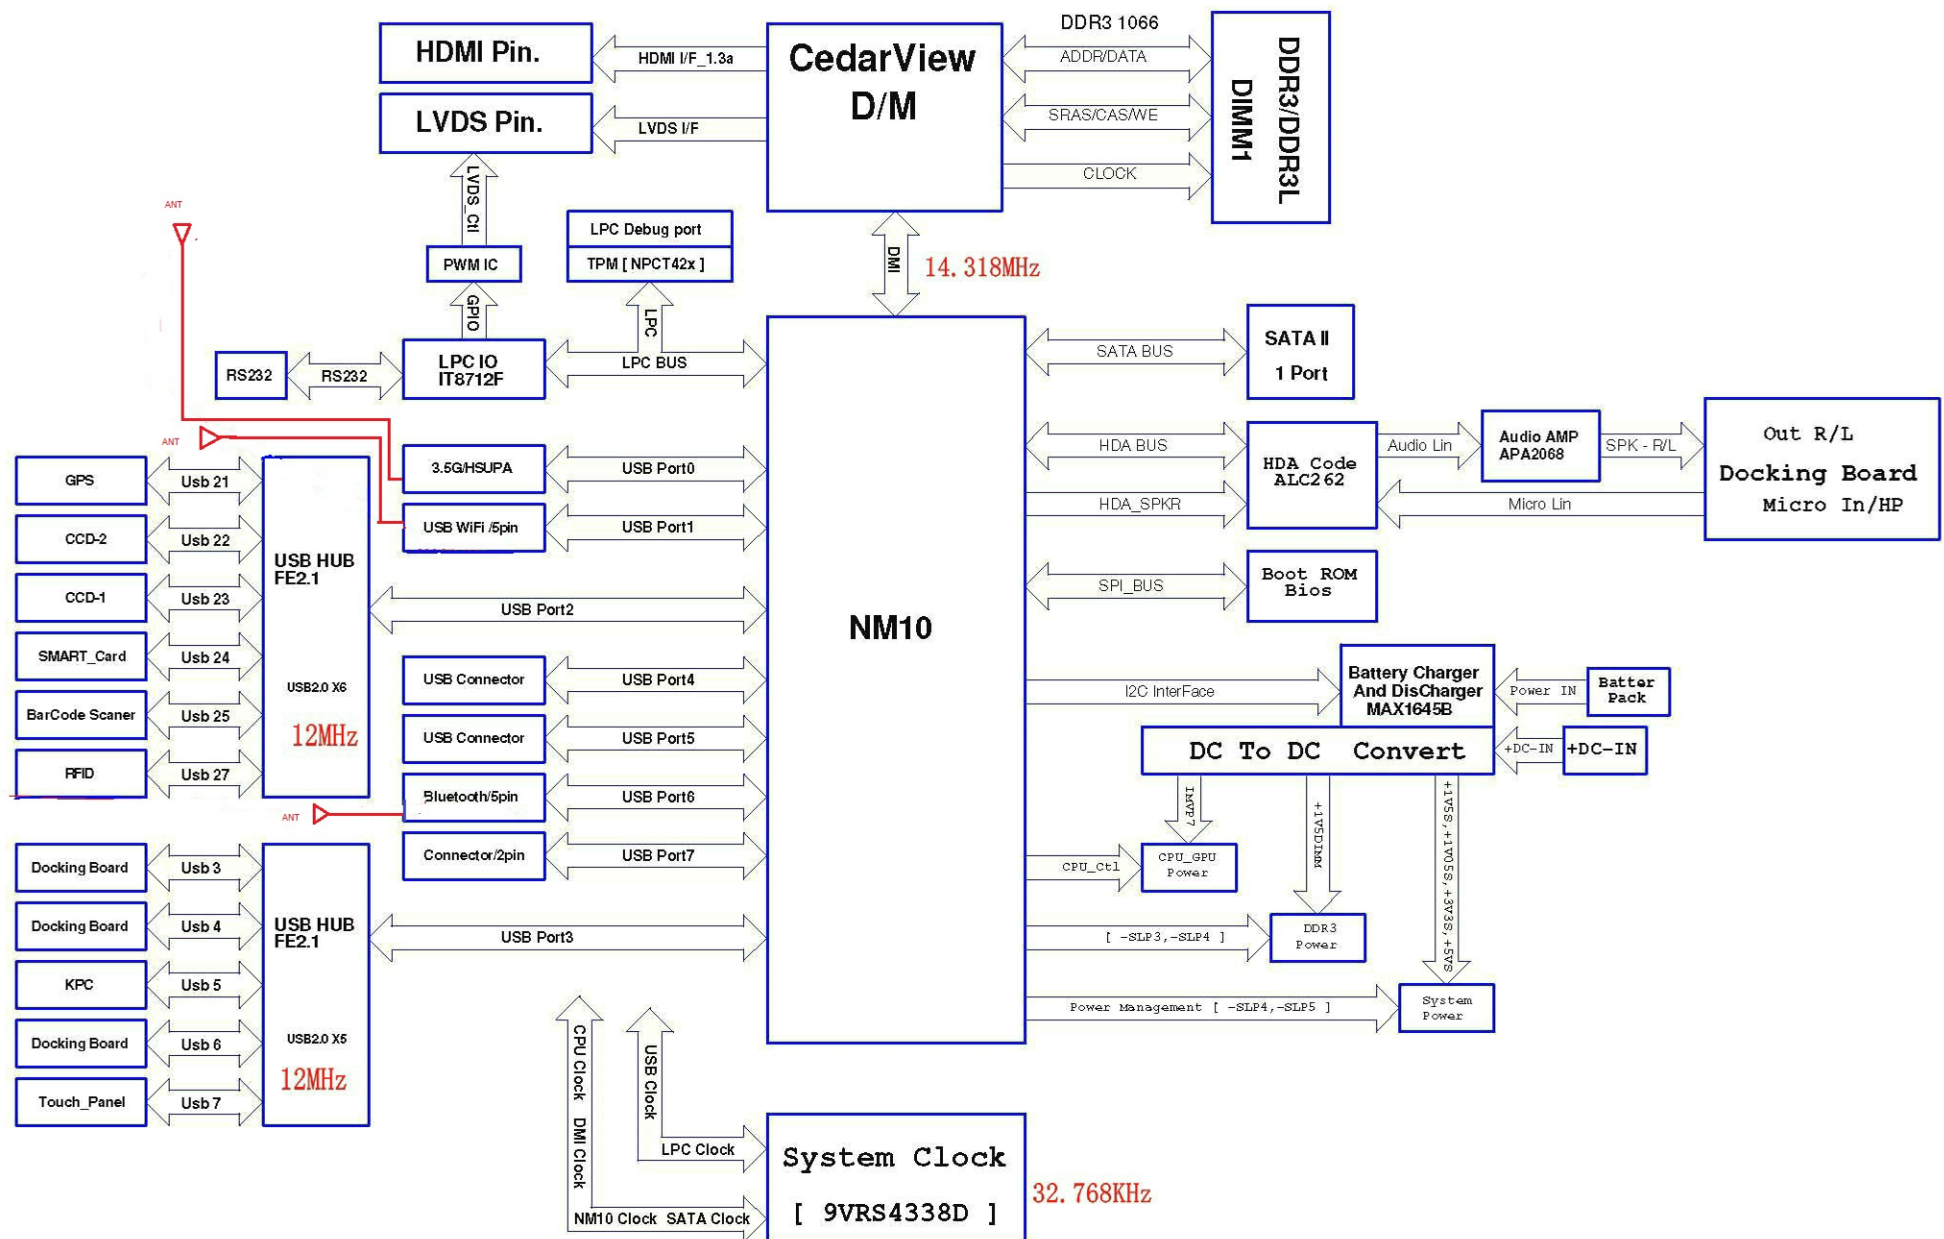 HDMI Pin.
HDMI I/F_1.3a
CedarView
D/M
DDR3 1066
ADDR/DATA
SRAS/CAS/WE
CLOCK
DDR3/DDR3L
DIMM1
LVDS Pin.
LVDS I/F
LVDS_Ctl
PWM IC
GPIO
LPC Debug port
TPM [ NPCT42x ]
LPC
DMI
14.318MHz
ANT
RS232
RS232
LPC IO
IT8712F
LPC BUS
NM10
SATA BUS
SATA II
1 Port
ANT
3.5G/HSUPA
USB Port0
USB WiFi /5pin
USB Port1
HDA BUS
HDA_SPKR
HDA Code
ALC262
Audio Lin
Audio AMP
APA2068
SPK - R/L
Micro Lin
Out R/L
Docking Board
Micro In/HP
SPI_BUS
Boot ROM
Bios
GPS
Usb 21
CCD-2
Usb 22
CCD-1
Usb 23
SMART_Card
Usb 24
BarCode Scaner
Usb 25
RFID
Usb 27
USB HUB
FE2.1
USB2.0 X6
12MHz
USB Port2
USB Connector
USB Port4
USB Connector
USB Port5
Bluetooth/5pin
USB Port6
ANT
Connector/2pin
USB Port7
I2C InterFace
Battery Charger
And DisCharger
MAX1645B
Power IN
Batter
Pack
DC To DC Convert
+DC-IN
+DC-IN
IMVP7
+1V5DIMM
+1V5S,+1V05S,+3V3S,+5VS
CPU_Ctl
CPU_GPU
Power
[ -SLP3,-SLP4 ]
DDR3
Power
Power Management [ -SLP4,-SLP5 ]
System
Power
Docking Board
Usb 3
Docking Board
Usb 4
KPC
Usb 5
Docking Board
Usb 6
Touch_Panel
Usb 7
USB HUB
FE2.1
USB2.0 X5
12MHz
USB Port3
CPU Clock DMI Clock
USB Clock
LPC Clock
NM10 Clock SATA Clock
System Clock
[ 9VRS4338D ]
32.768KHz